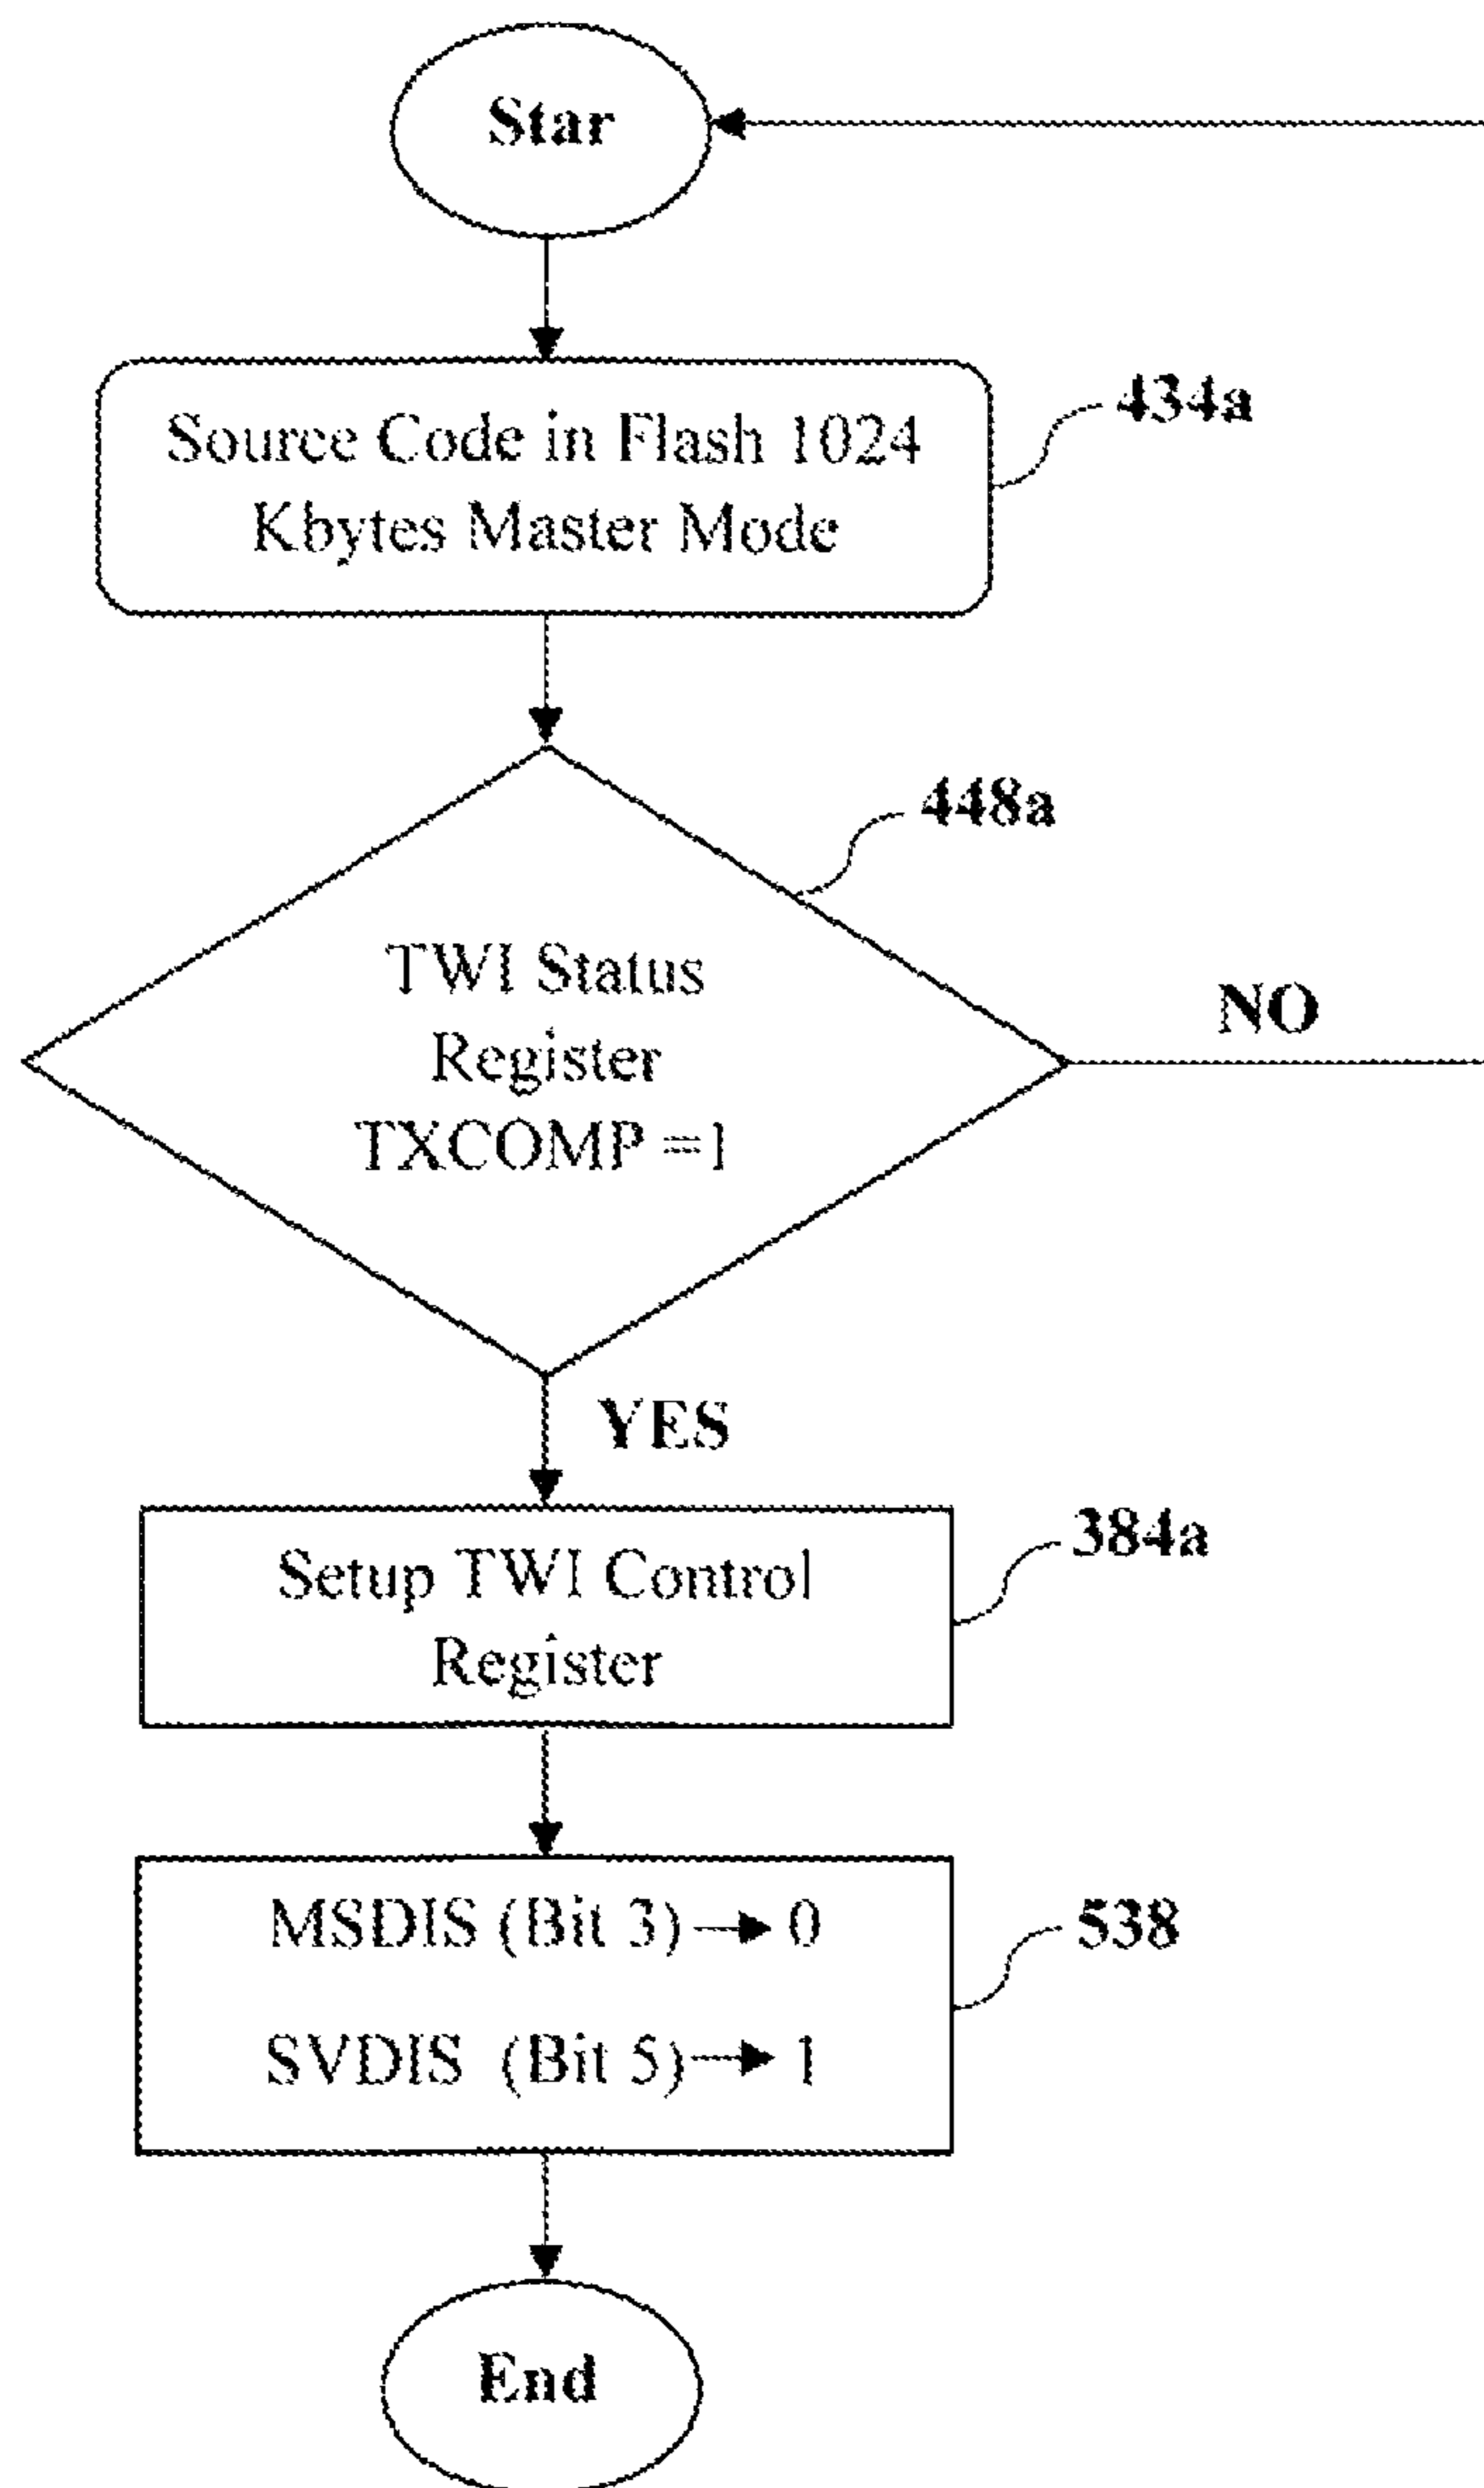 Star
Source Code in Flash 1024
Kbytes Master Mode
434a
448a
TWI Status
Register
TXCOMP =1
NO
YES
Setup TWI Control
Register
384a
MSDIS (Bit 3) → 0
SVDIS (Bit 5) → 1
538
End